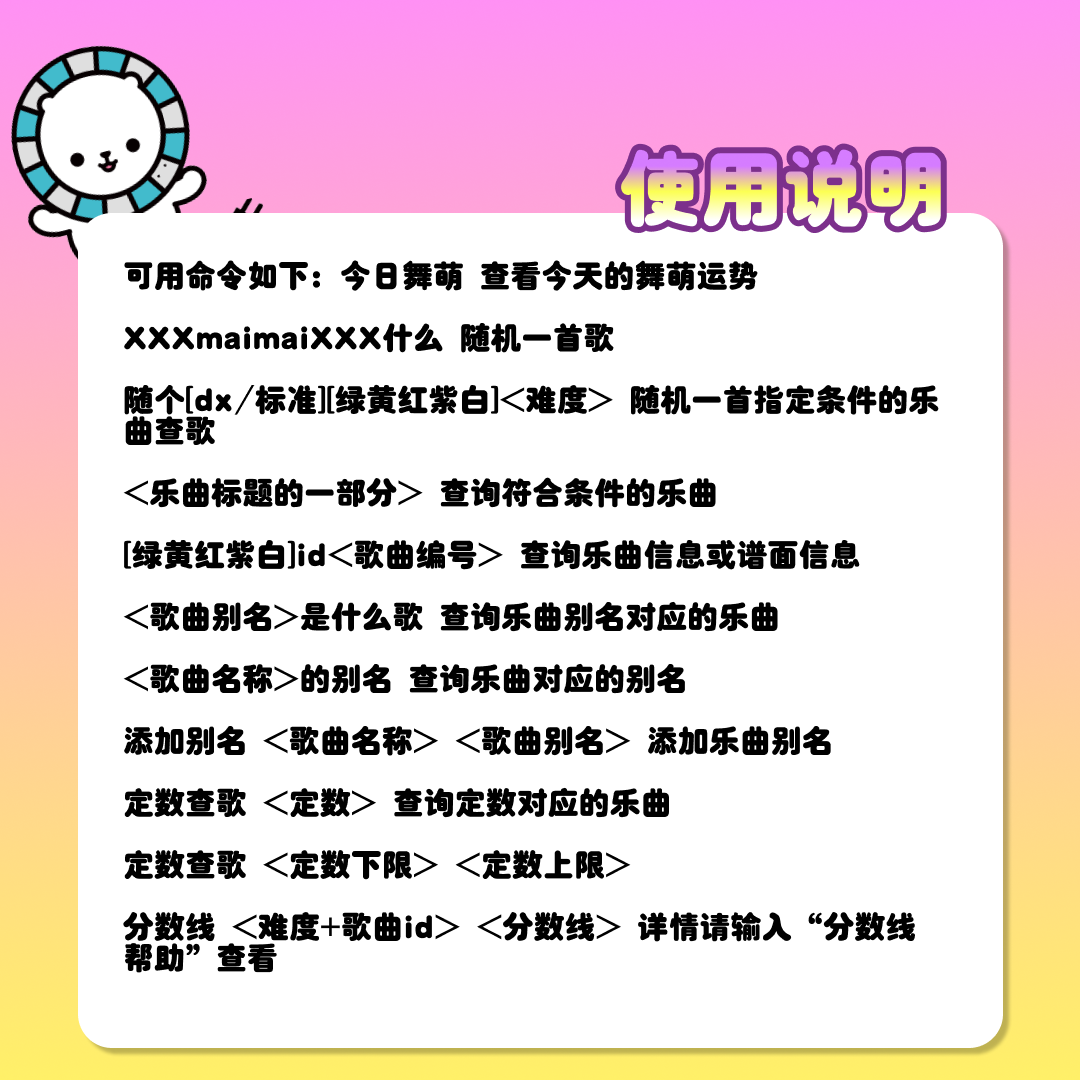 使用说明
可用命令如下：今日舞萌 查看今天的舞萌运势
XXXmaimaiXXX什么 随机一首歌
随个[dx/标准][绿黄红紫白]<难度> 随机一首指定条件的乐
曲查歌
<乐曲标题的一部分> 查询符合条件的乐曲
[绿黄红紫白]id<歌曲编号> 查询乐曲信息或谱面信息
<歌曲别名>是什么歌 查询乐曲别名对应的乐曲
<歌曲名称>的别名 查询乐曲对应的别名
添加别名 <歌曲名称> <歌曲别名> 添加乐曲别名
定数查歌 <定数> 查询定数对应的乐曲
定数查歌 <定数下限> <定数上限>
分数线 <难度+歌曲id> <分数线> 详情请输入“分数线
帮助”查看